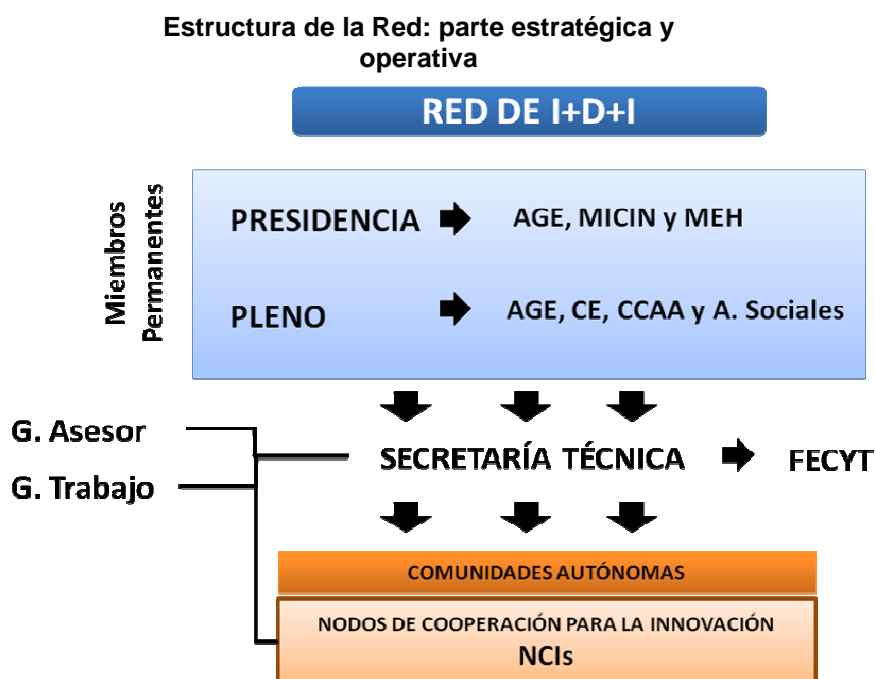 Estructura de la Red: parte estratégica y
operativa
RED DE I+D+I
Miembros
Permanentes
PRESIDENCIA
AGE, MICIN y MEH
PLENO
AGE, CE, CCAA y A. Sociales
G. Asesor
G. Trabajo
SECRETARÍA TÉCNICA
FECYT
COMUNIDADES AUTÓNOMAS
NODOS DE COOPERACIÓN PARA LA INNOVACIÓN
NCIs